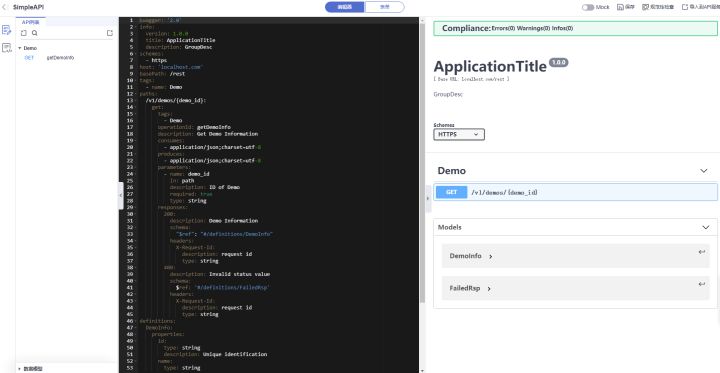 SimpleAPI
编辑器
表单
Mock
保存
规范性检查
API列表
Demo
GET getDemoInfo
数据模型
1 swagger: '2.0'
2 info:
3 version: 1.0.0
4 title: ApplicationTitle
5 description: GroupDesc
6 schemes:
7 - https
8 host: 'localhost.com'
9 basePath: /rest
10 tags:
11 - name: Demo
12 paths:
13 /v1/demos/{demo_id}:
14 get:
15 tags:
16 - Demo
17 operationId: getDemoInfo
18 description: Get Demo Information
19 consumes:
20 - application/json;charset=utf-8
21 produces:
22 - application/json;charset=utf-8
23 parameters:
24 - name: demo_id
25 in: path
26 description: ID of Demo
27 required: true
28 type: string
29 responses:
30 200:
31 description: Demo Information
32 schema:
33 "$ref": "#/definitions/DemoInfo"
34 headers:
35 X-Request-Id:
36 description: request id
37 type: string
38 400:
39 description: Invalid status value
40 schema:
41 $ref: '#/definitions/FailedRsp'
42 headers:
43 X-Request-Id:
44 description: request id
45 type: string
46 definitions:
47 DemoInfo:
48 properties:
49 id:
50 type: string
51 description: Unique identification
52 name:
53 type: string
Compliance: Errors(0) Warnings(0) Infos(0)
ApplicationTitle 1.0.0
[ Base URL: localhost.com/rest ]
GroupDesc
Schemes
HTTPS
Demo
GET /v1/demos/{demo_id}
Models
DemoInfo
FailedRsp